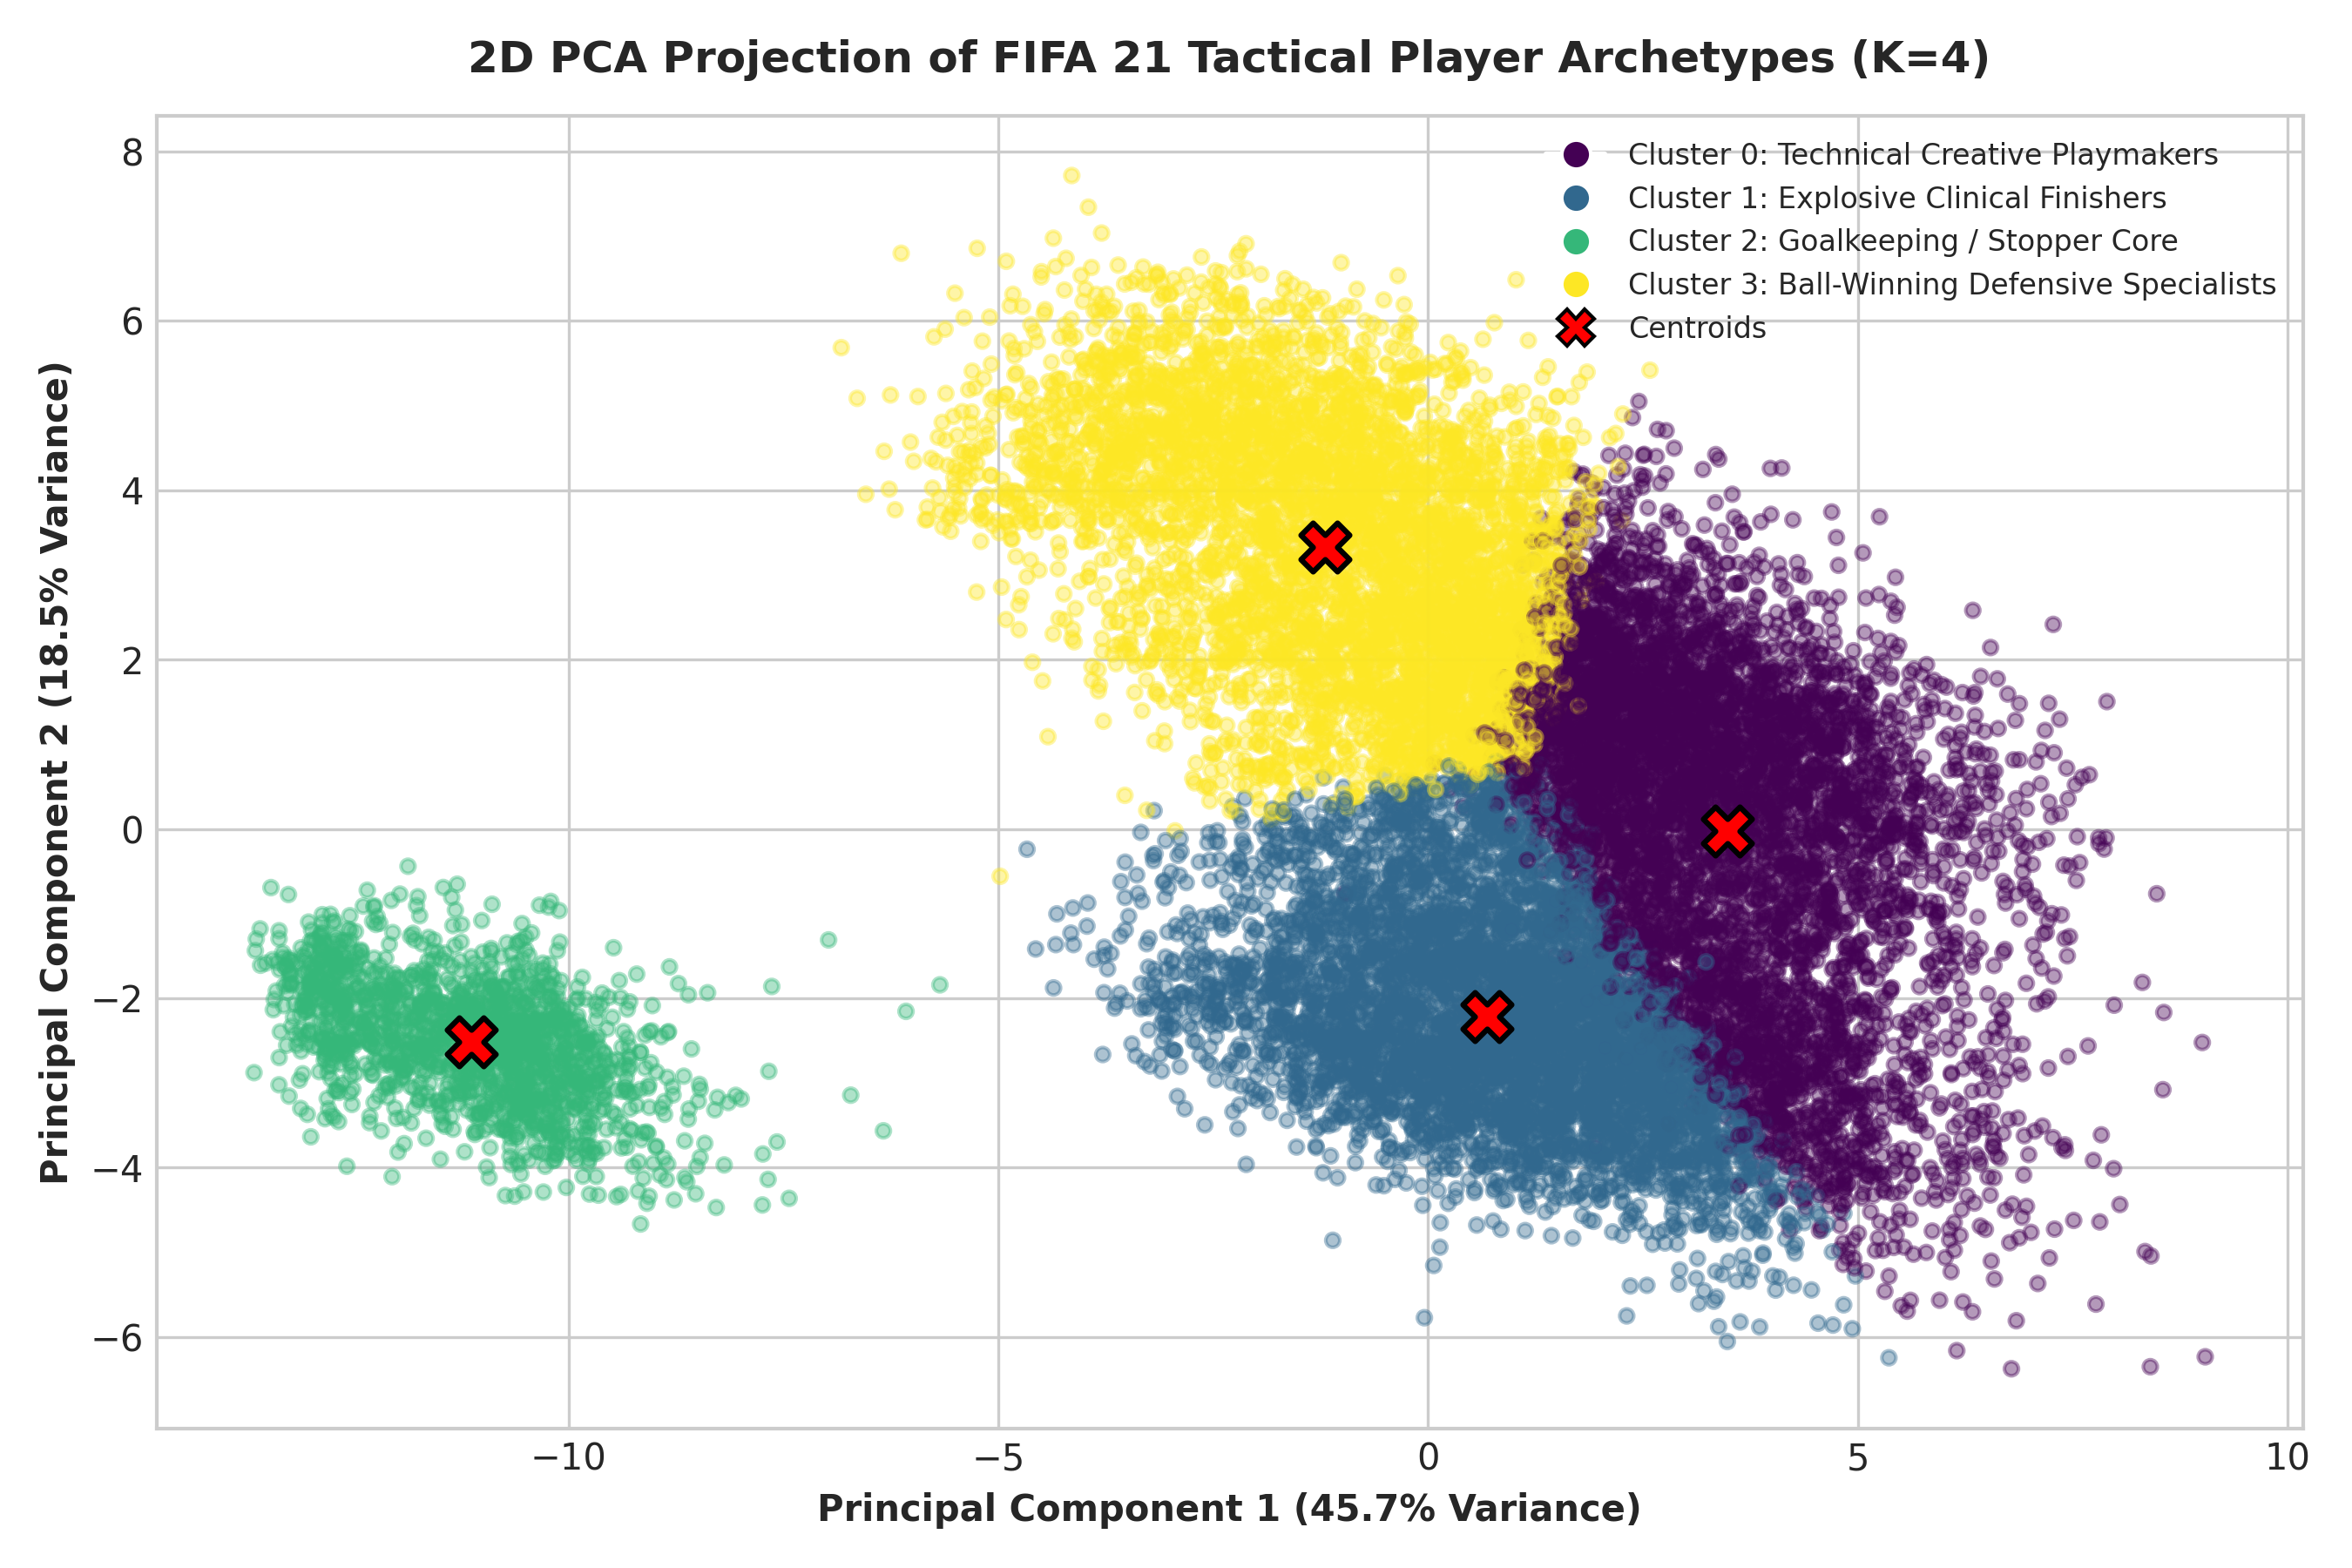 2D PCA Projection of FIFA 21 Tactical Player Archetypes (K=4)
Cluster 0: Technical Creative Playmakers
Cluster 1: Explosive Clinical Finishers
Cluster 2: Goalkeeping / Stopper Core
Cluster 3: Ball-Winning Defensive Specialists
Centroids
Principal Component 2 (18.5% Variance)
8
6
4
2
0
−2
−4
−6
−10
−5
0
5
10
Principal Component 1 (45.7% Variance)